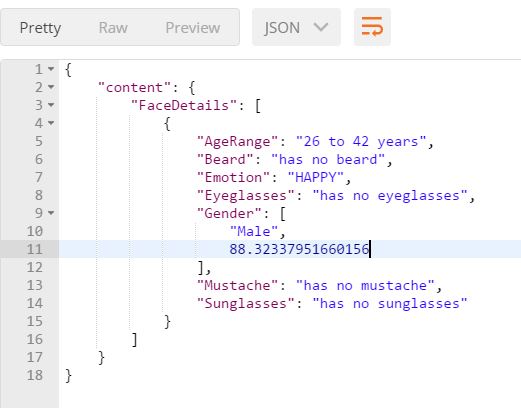 Pretty Raw Preview JSON
1 {
2 "content": {
3 "FaceDetails": [
4 {
5 "AgeRange": "26 to 42 years",
6 "Beard": "has no beard",
7 "Emotion": "HAPPY",
8 "Eyeglasses": "has no eyeglasses",
9 "Gender": [
10 "Male",
11 88.32337951660156
12 ],
13 "Mustache": "has no mustache",
14 "Sunglasses": "has no sunglasses"
15 }
16 ]
17 }
18 }